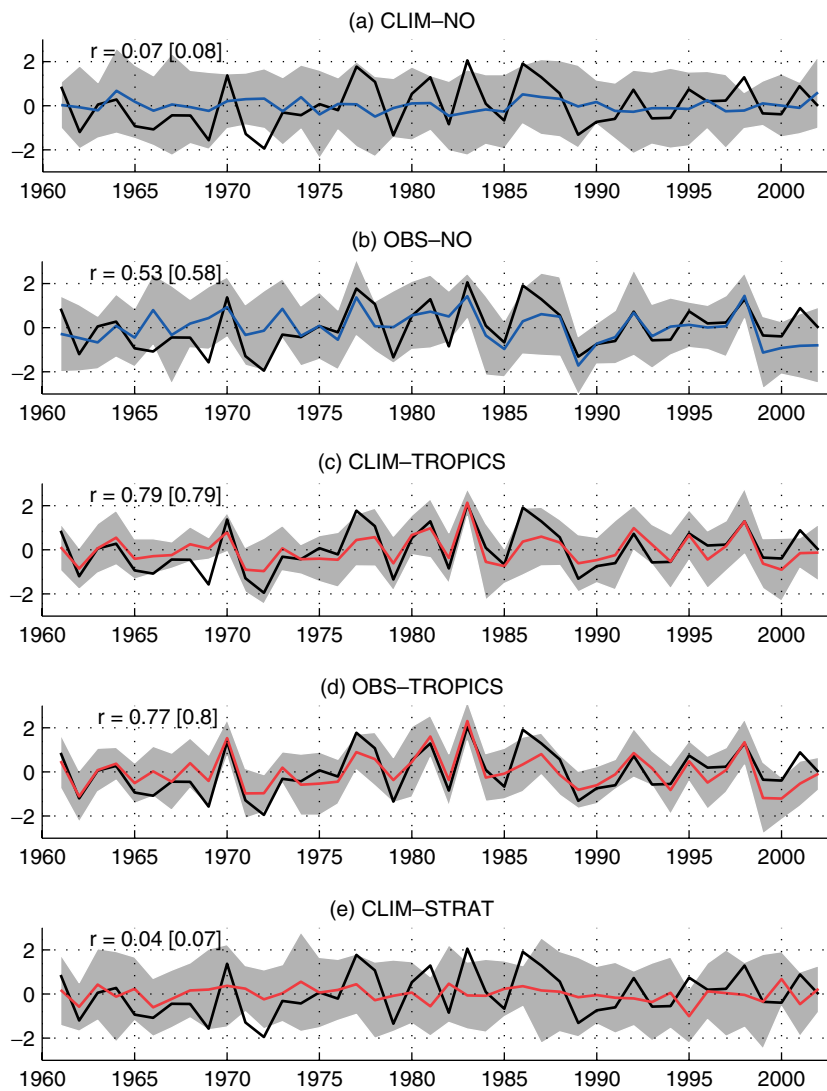 (a) CLIM–NO
r = 0.07 [0.08]
2
0
−2
1960 1965 1970 1975 1980 1985 1990 1995 2000
(b) OBS–NO
r = 0.53 [0.58]
2
0
−2
1960 1965 1970 1975 1980 1985 1990 1995 2000
(c) CLIM–TROPICS
r = 0.79 [0.79]
2
0
−2
1960 1965 1970 1975 1980 1985 1990 1995 2000
(d) OBS–TROPICS
r = 0.77 [0.8]
2
0
−2
1960 1965 1970 1975 1980 1985 1990 1995 2000
(e) CLIM–STRAT
r = 0.04 [0.07]
2
0
−2
1960 1965 1970 1975 1980 1985 1990 1995 2000